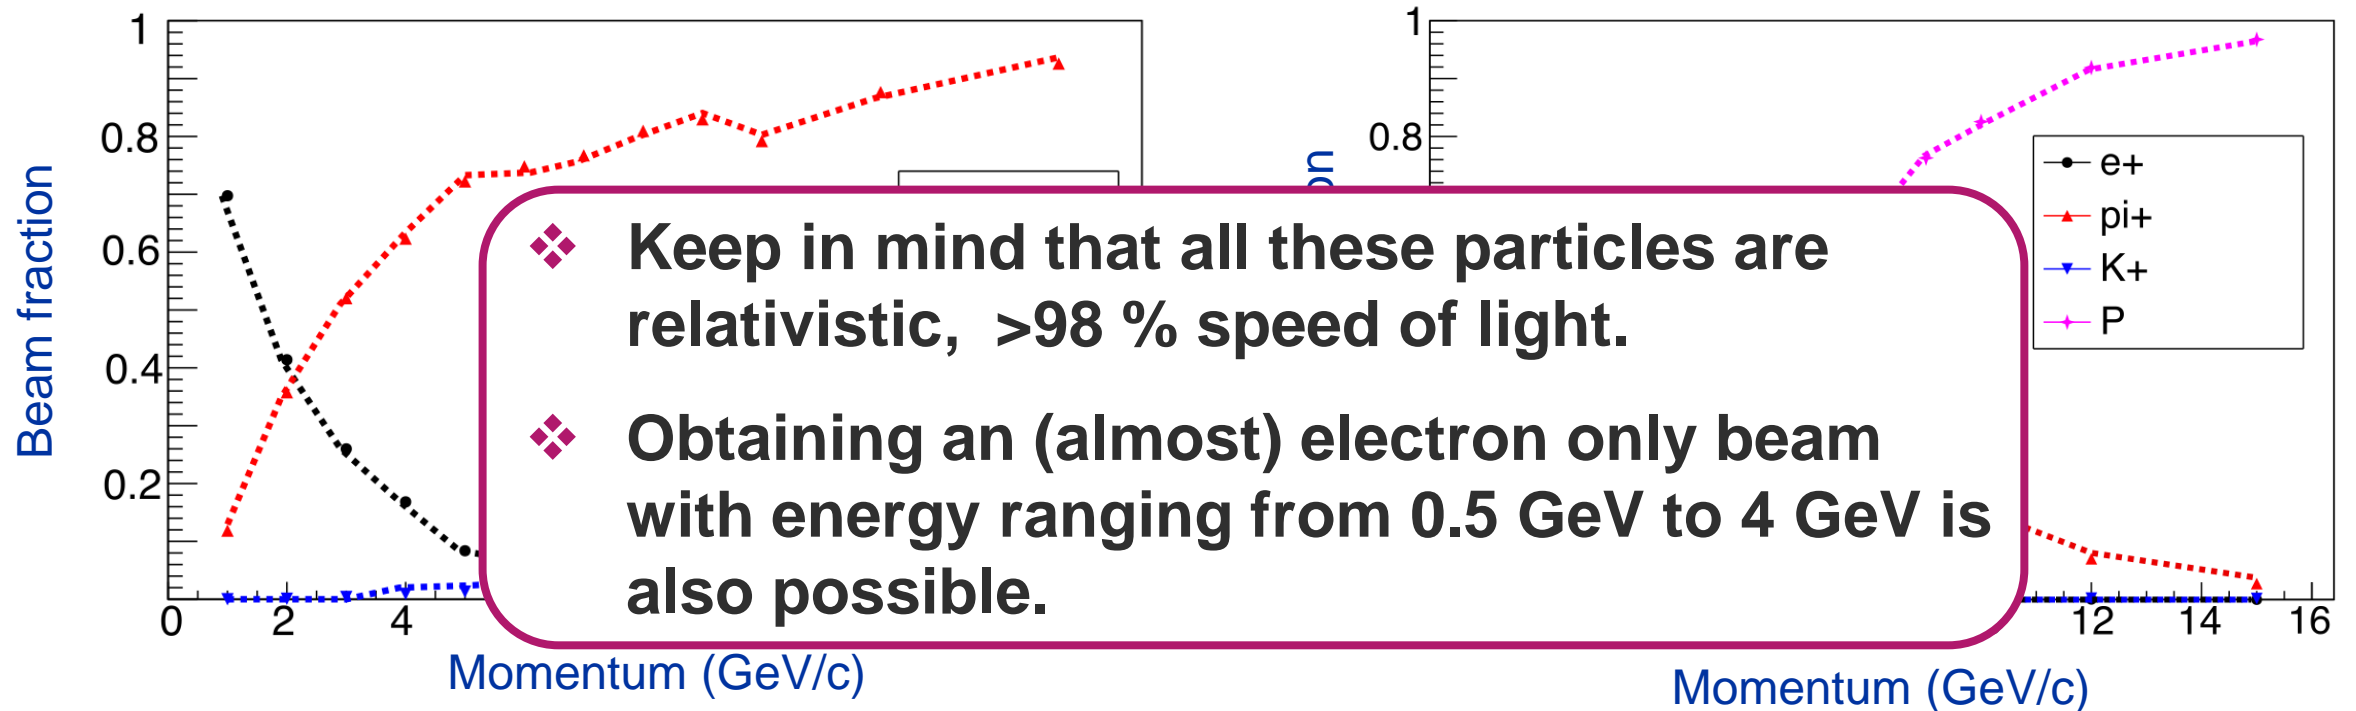 1
0.8
0.6
0.4
0.2
0
2
4
Beam fraction
Momentum (GeV/c)
1
0.8
on
e+
pi+
K+
P
12
14
16
Momentum (GeV/c)
❖ Keep in mind that all these particles are
relativistic, >98 % speed of light.
❖ Obtaining an (almost) electron only beam
with energy ranging from 0.5 GeV to 4 GeV is
also possible.